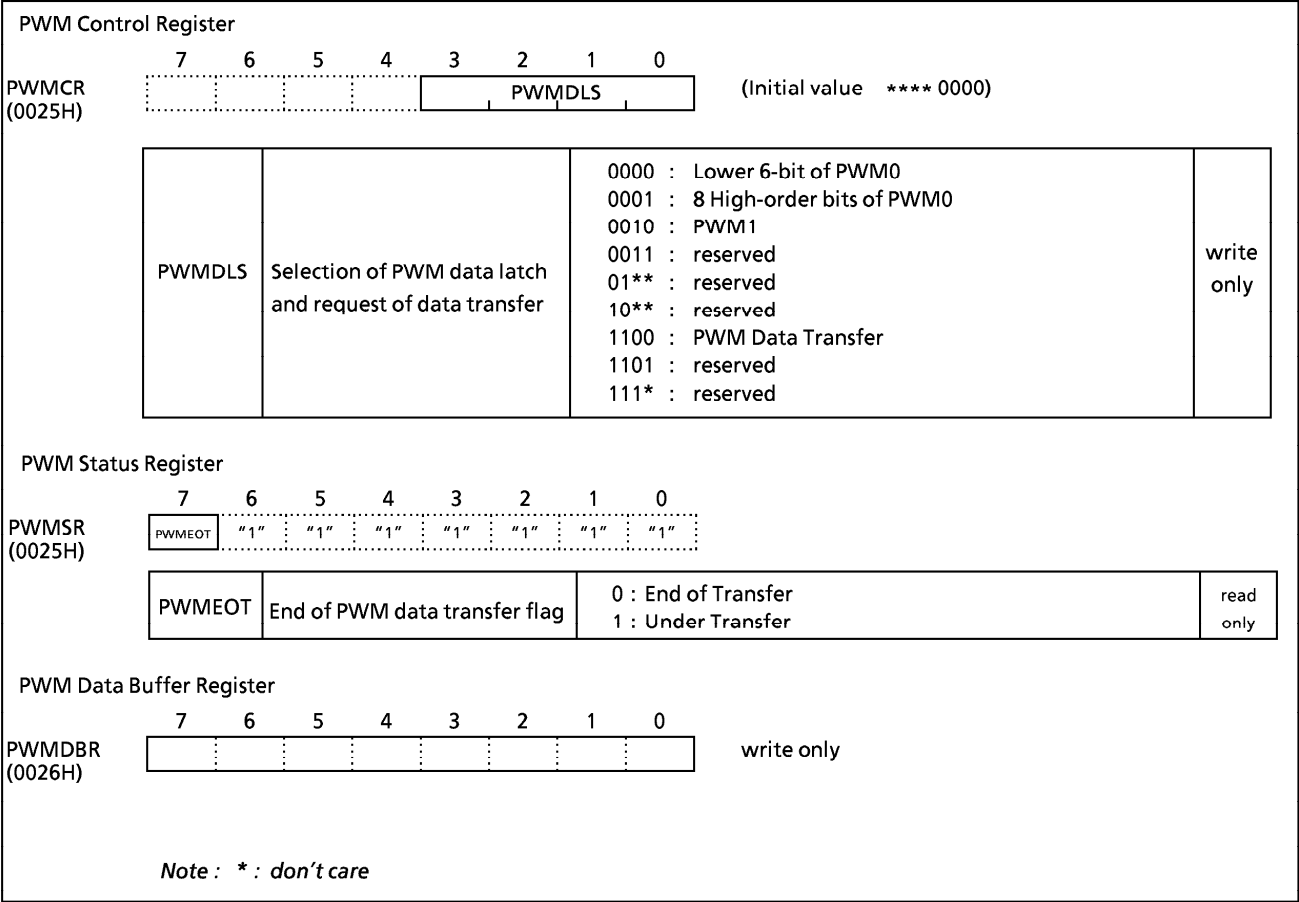 PWM Control Register
7 6 5 4 3 2 1 0
PWMCR
(0025H)
PWMDLS
(Initial value **** 0000)
PWMDLS
Selection of PWM data latch
and request of data transfer
0000 : Lower 6-bit of PWM0
0001 : 8 High-order bits of PWM0
0010 : PWM1
0011 : reserved
01** : reserved
10** : reserved
1100 : PWM Data Transfer
1101 : reserved
111* : reserved
write
only
PWM Status Register
7 6 5 4 3 2 1 0
PWMSR
(0025H)
PWMEOT "1" "1" "1" "1" "1" "1" "1"
PWMEOT
End of PWM data transfer flag
0 : End of Transfer
1 : Under Transfer
read
only
PWM Data Buffer Register
7 6 5 4 3 2 1 0
PWMDBR
(0026H)
write only
Note : * : don't care